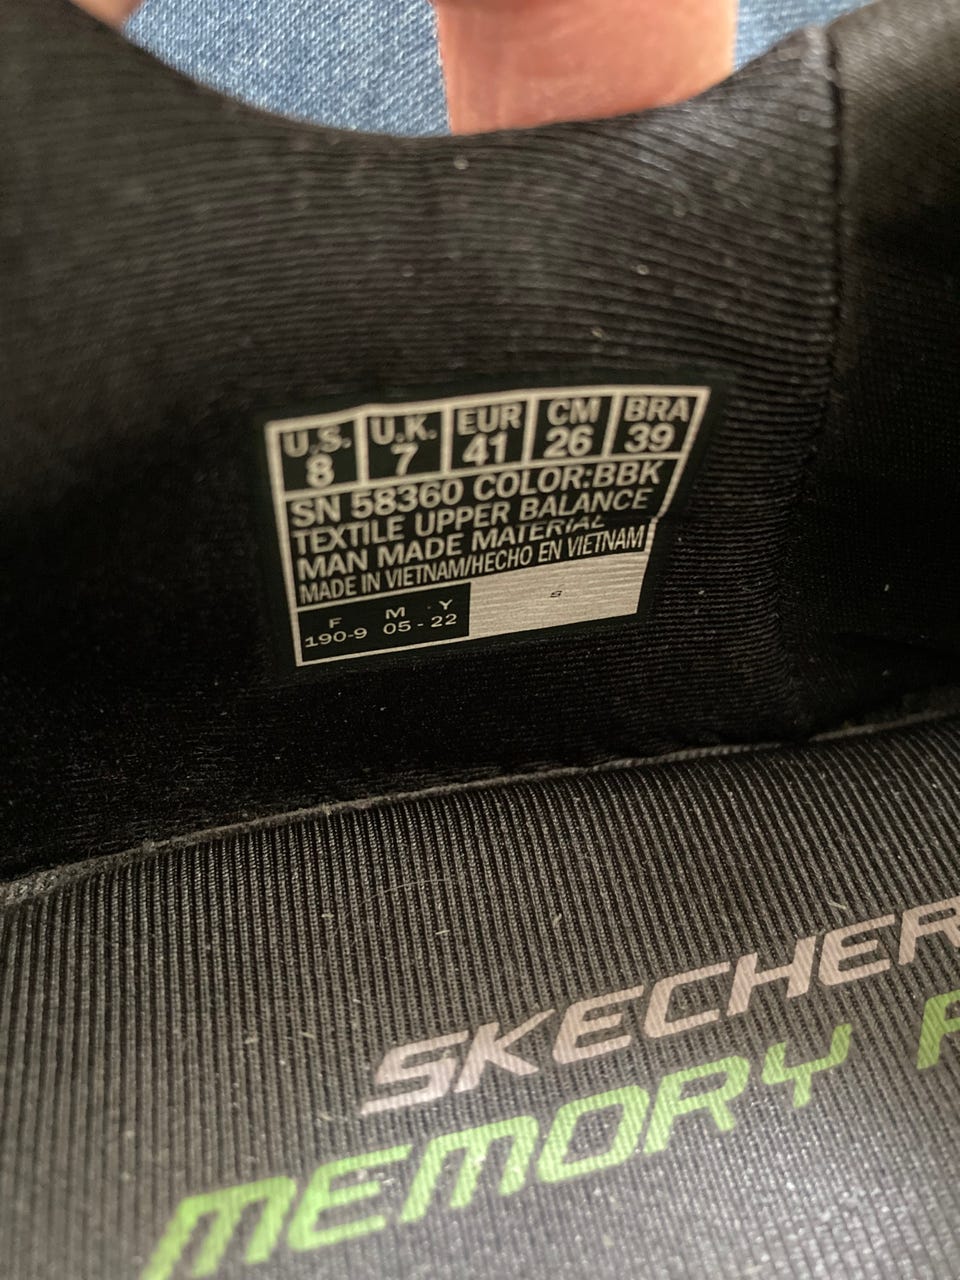 U.S. U.K. EUR CM BRA
8 7 41 26 39
SN 58360 COLOR:BBK
TEXTILE UPPER BALANCE
MAN MADE MATERIAL
MADE IN VIETNAM/HECHO EN VIETNAM
F M Y
190-9 05 - 22
S
SKECHER
MEMORY F